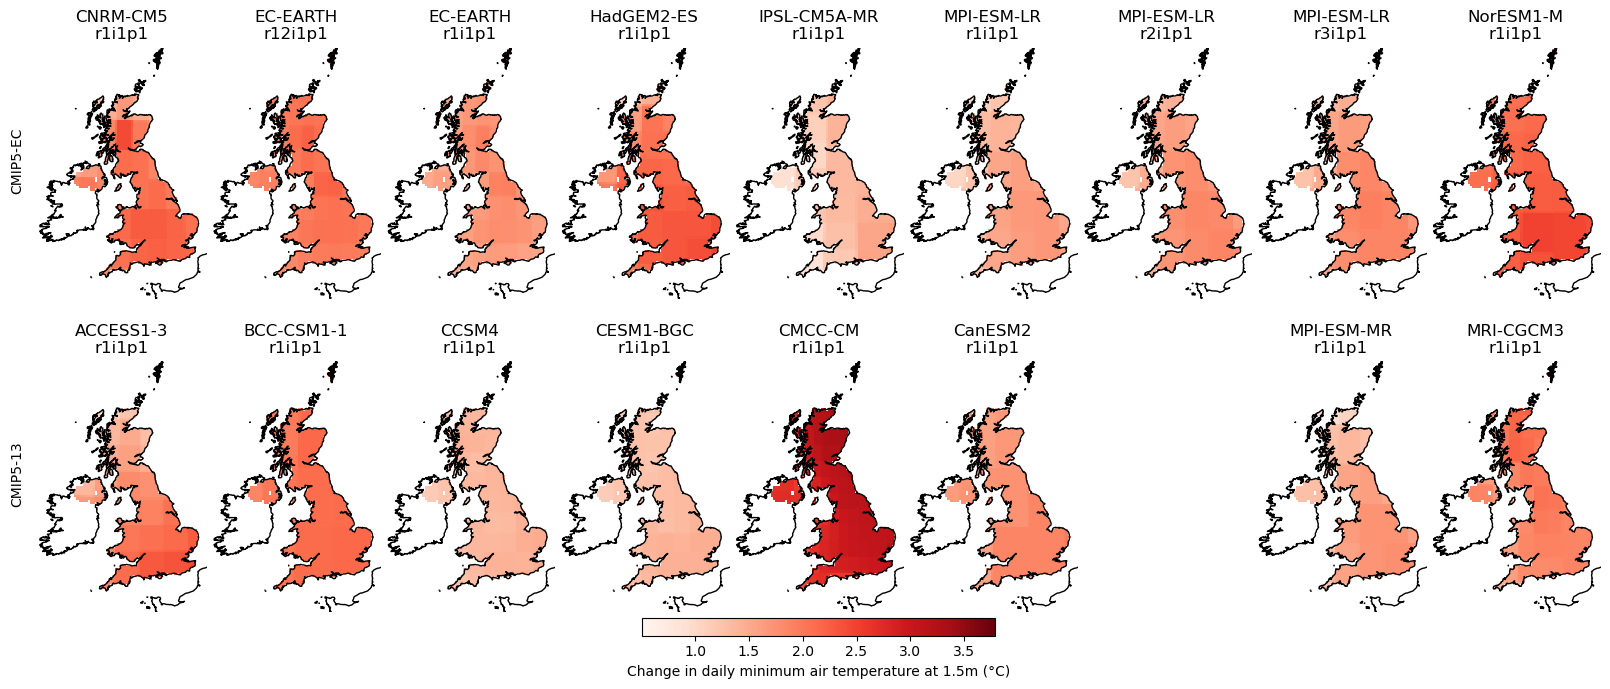 CNRM-CM5
r1i1p1
EC-EARTH
r12i1p1
EC-EARTH
r1i1p1
HadGEM2-ES
r1i1p1
IPSL-CM5A-MR
r1i1p1
MPI-ESM-LR
r1i1p1
MPI-ESM-LR
r2i1p1
MPI-ESM-LR
r3i1p1
NorESM1-M
r1i1p1
CMIP5-EC
ACCESS1-3
r1i1p1
BCC-CSM1-1
r1i1p1
CCSM4
r1i1p1
CESM1-BGC
r1i1p1
CMCC-CM
r1i1p1
CanESM2
r1i1p1
MPI-ESM-MR
r1i1p1
MRI-CGCM3
r1i1p1
CMIP5-13
1.0 1.5 2.0 2.5 3.0 3.5
Change in daily minimum air temperature at 1.5m (°C)